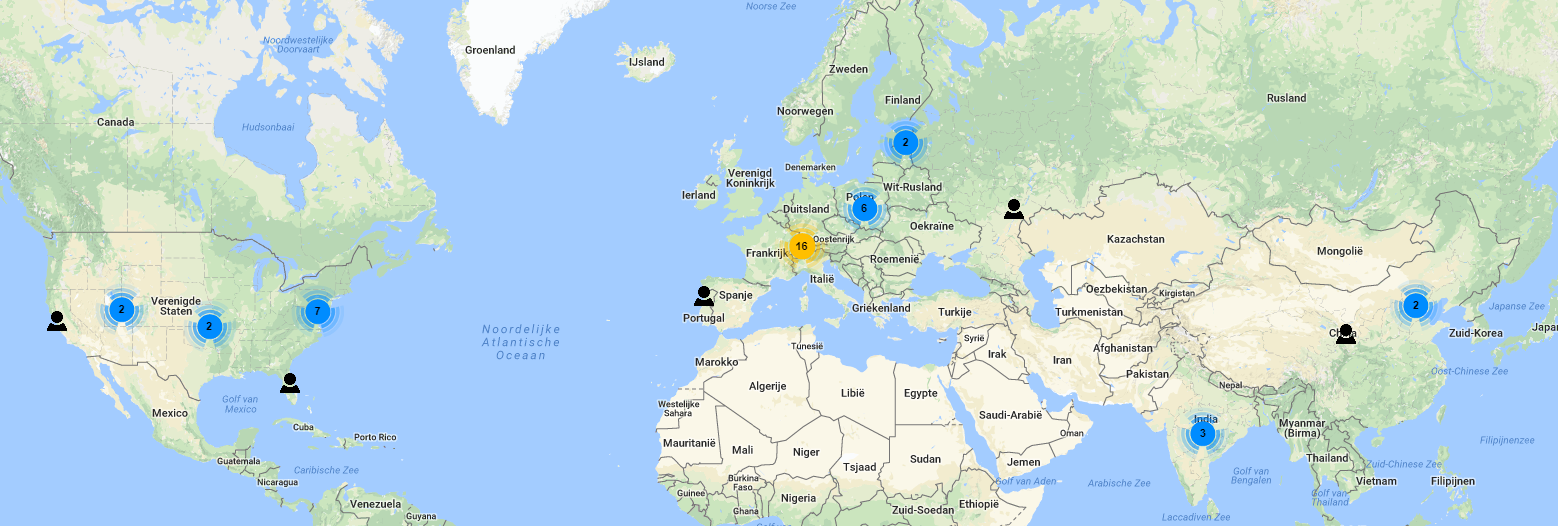 Noorse Zee
Noordwestelijke
Doorvaart
Groenland
IJsland
Zweden
Finland
Rusland
Noorwegen
Canada
Hudsonbaai
2
Denemarken
Verenigd
Koninkrijk
Wit-Rusland
Ierland
Polen
6
Duitsland
Oekraïne
Oostenrijk
Kazachstan
16
Frankrijk
Mongolië
Roemenië
Italië
Oezbekistan
Kirgistan
Spanje
2
Verenigde
Staten
2
7
2
Japanse Zee
Portugal
Griekenland
Turkije
Turkmenistan
Noordelijke
Atlantische
Oceaan
China
Zuid-Korea
Japa
Tunesië
Syrië
Irak
Iran
Afghanistan
Marokko
Pakistan
Oost-Chinese Zee
Nepal
Algerije
Libië
Egypte
Golf van
Mexico
Westelijke
Sahara
Mexico
Saudi-Arabië
India
3
Myanmar
(Birma)
Cuba
Porto Rico
Oman
Mauritanië
Mali
Niger
Filipijnenzee
Guatemala
Caribische Zee
Tsjaad
Sudan
Jemen
Thailand
Zuid-Chinese Zee
Nicaragua
Burkina
Faso
Golf van Aden
Arabische Zee
Golf van
Bengalen
Vietnam
Filipijnen
Guinee
Nigeria
Golf van
Thailand
Venezuela
Ghana
Zuid-Soedan
Ethiopië
Guyana
Laccadiven Zee